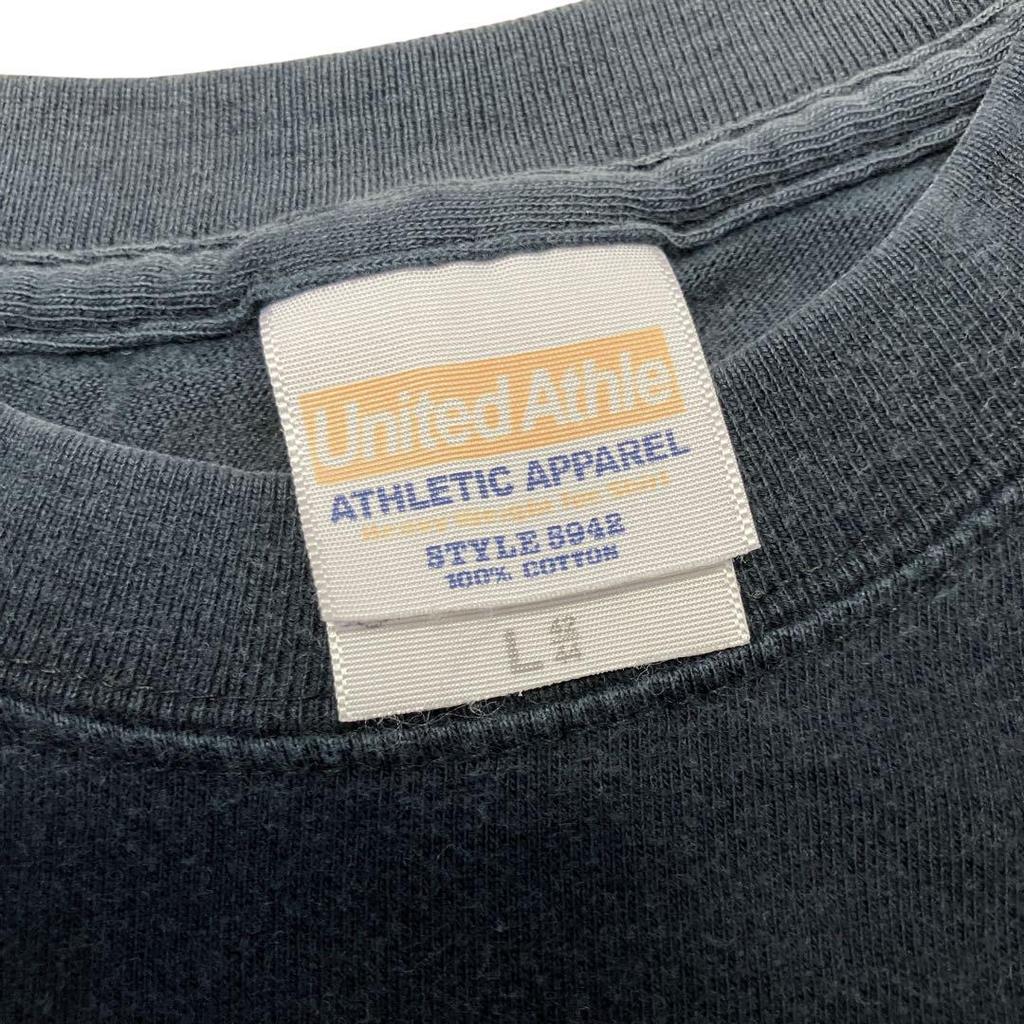 United Athle
ATHLETIC APPAREL
STYLE 5942
100% COTTON
L